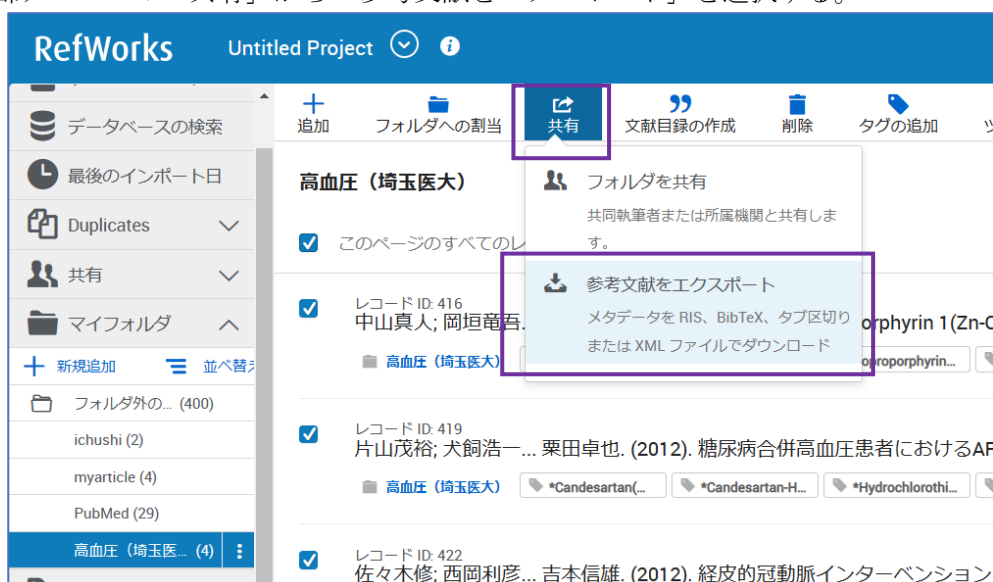 RefWorks Untitled Project
データベースの検索
最後のインポート日
Duplicates
共有
マイフォルダ
新規追加 並べ替
フォルダ外の... (400)
ichushi (2)
myarticle (4)
PubMed (29)
高血圧（埼玉医... (4)
追加 フォルダへの割当 共有 文献目録の作成 削除 タグの追加
高血圧（埼玉医大）
フォルダを共有
共同執筆者または所属機関と共有しま
す。
このページのすべてのレ
参考文献をエクスポート
メタデータを RIS、BibTeX、タブ区切り
または XML ファイルでダウンロード
レコード ID: 416
中山真人; 岡垣竜吾. orphyrin 1(Zn-C
高血圧（埼玉医大） oproporphyrin...
レコード ID: 419
片山茂裕; 犬飼浩一... 栗田卓也. (2012). 糖尿病合併高血圧患者におけるAR
高血圧（埼玉医大） *Candesartan(... *Candesartan-H... *Hydrochlorothi...
レコード ID: 422
佐々木修; 西岡利彦... 吉本信雄. (2012). 経皮的冠動脈インターベンション